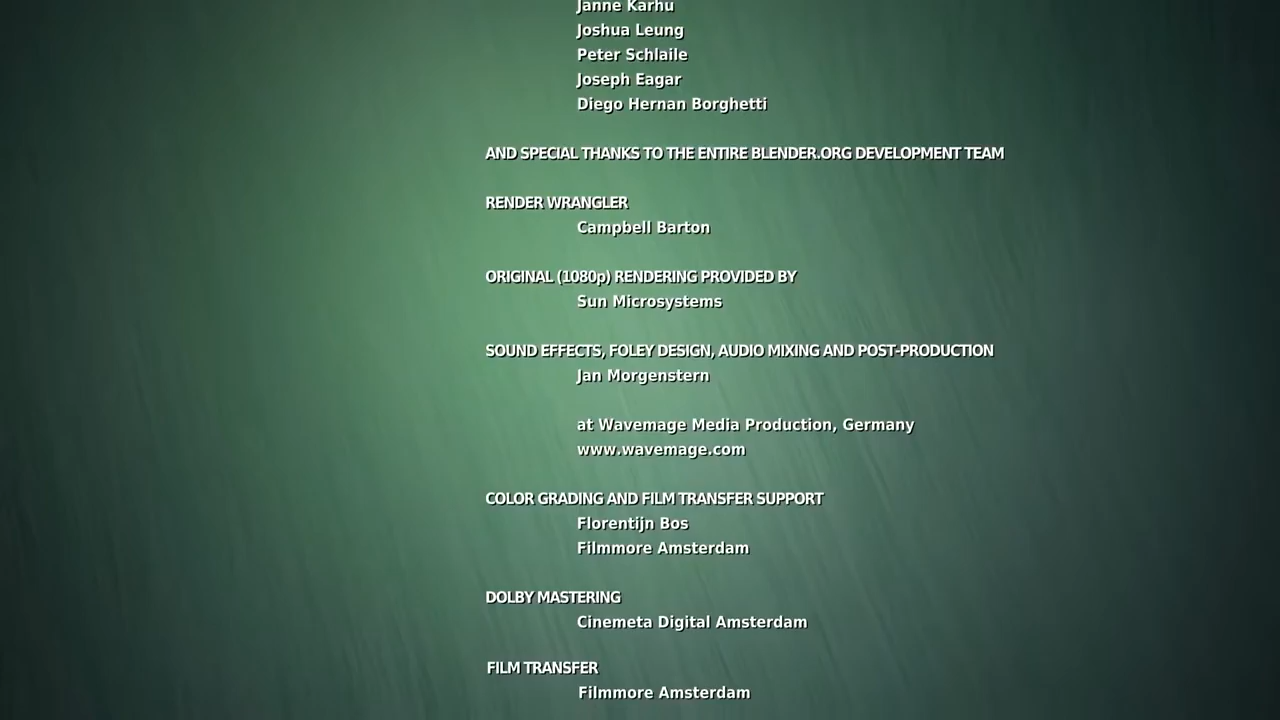 Janne Karhu
Joshua Leung
Peter Schlaile
Joseph Eagar
Diego Hernan Borghetti
AND SPECIAL THANKS TO THE ENTIRE BLENDER.ORG DEVELOPMENT TEAM
RENDER WRANGLER
Campbell Barton
ORIGINAL (1080p) RENDERING PROVIDED BY
Sun Microsystems
SOUND EFFECTS, FOLEY DESIGN, AUDIO MIXING AND POST-PRODUCTION
Jan Morgenstern
at Wavemage Media Production, Germany
www.wavemage.com
COLOR GRADING AND FILM TRANSFER SUPPORT
Florentijn Bos
Filmmore Amsterdam
DOLBY MASTERING
Cinemeta Digital Amsterdam
FILM TRANSFER
Filmmore Amsterdam